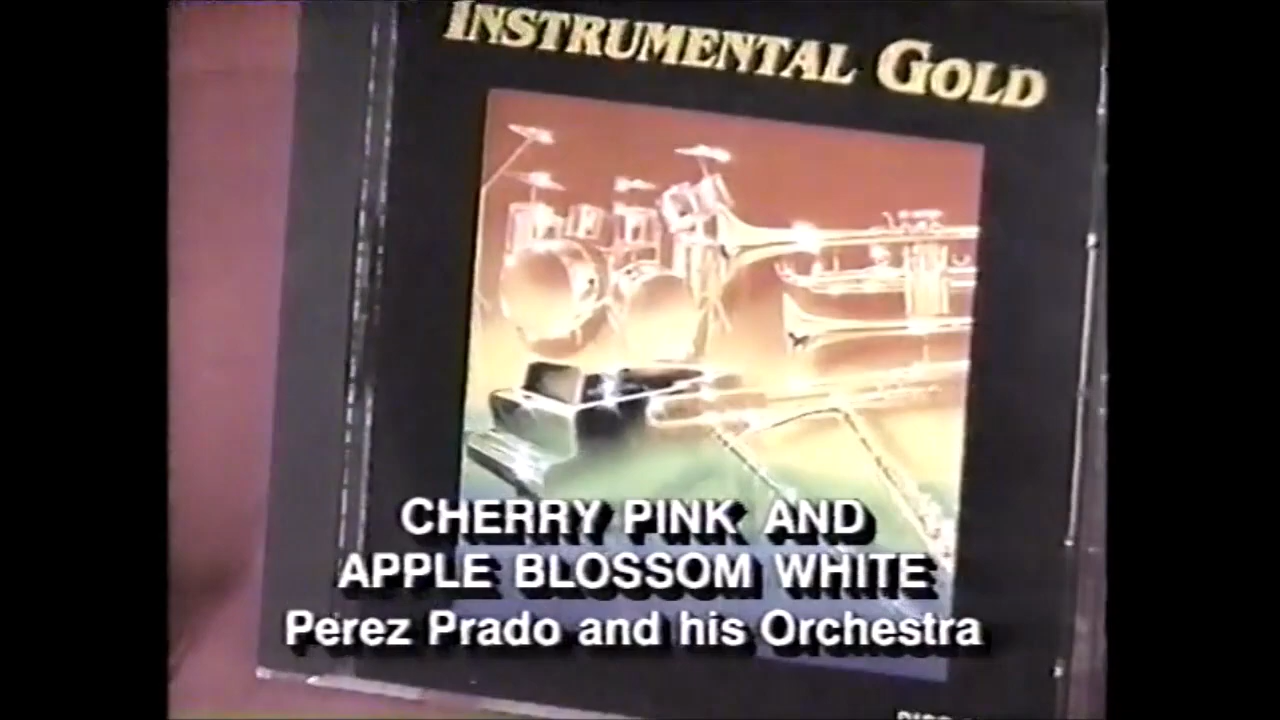 INSTRUMENTAL GOLD
CHERRY PINK AND
APPLE BLOSSOM WHITE
Perez Prado and his Orchestra